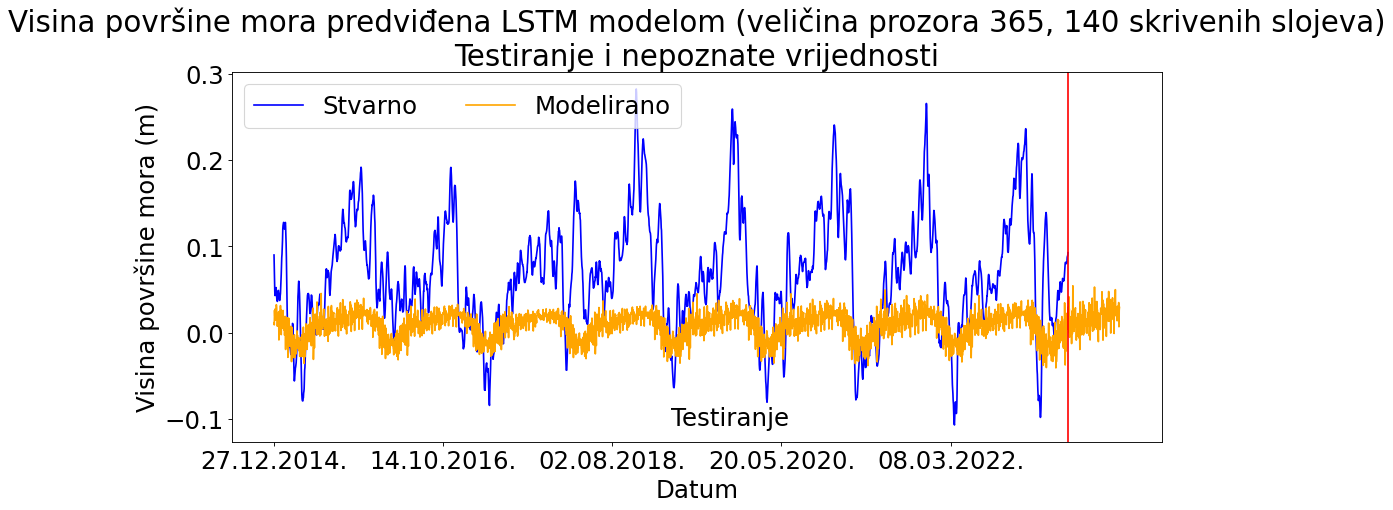 Visina površine mora predviđena LSTM modelom (veličina prozora 365, 140 skrivenih slojeva)
Testiranje i nepoznate vrijednosti
Stvarno Modelirano
Visina površine mora (m)
0.3
0.2
0.1
0.0
−0.1
Testiranje
27.12.2014. 14.10.2016. 02.08.2018. 20.05.2020. 08.03.2022.
Datum